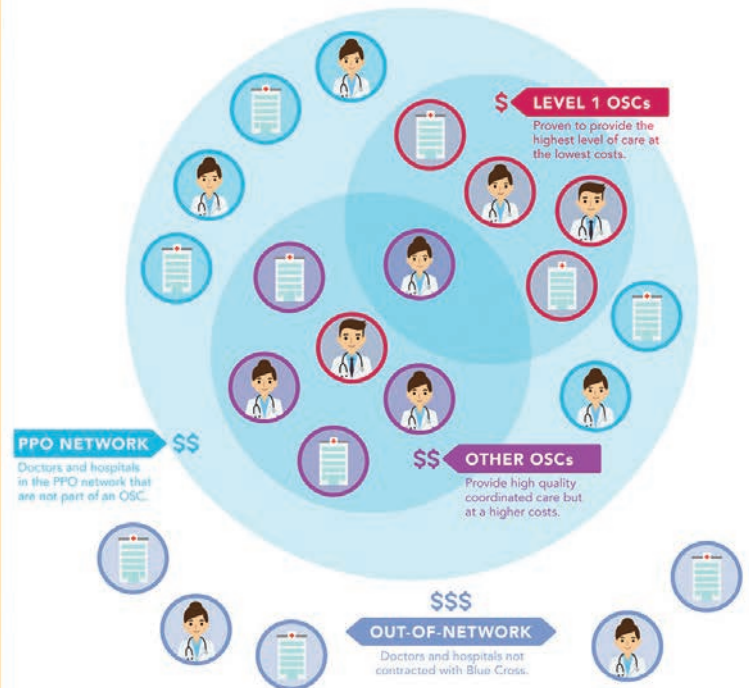 $ LEVEL 1 OSCs
Proven to provide the
highest level of care at
the lowest costs.
PPO NETWORK $$
Doctors and hospitals
in the PPO network that
are not part of an OSC.
$$ OTHER OSCs
Provide high quality
coordinated care but
at a higher costs.
$$$
OUT-OF-NETWORK
Doctors and hospitals not
contracted with Blue Cross.